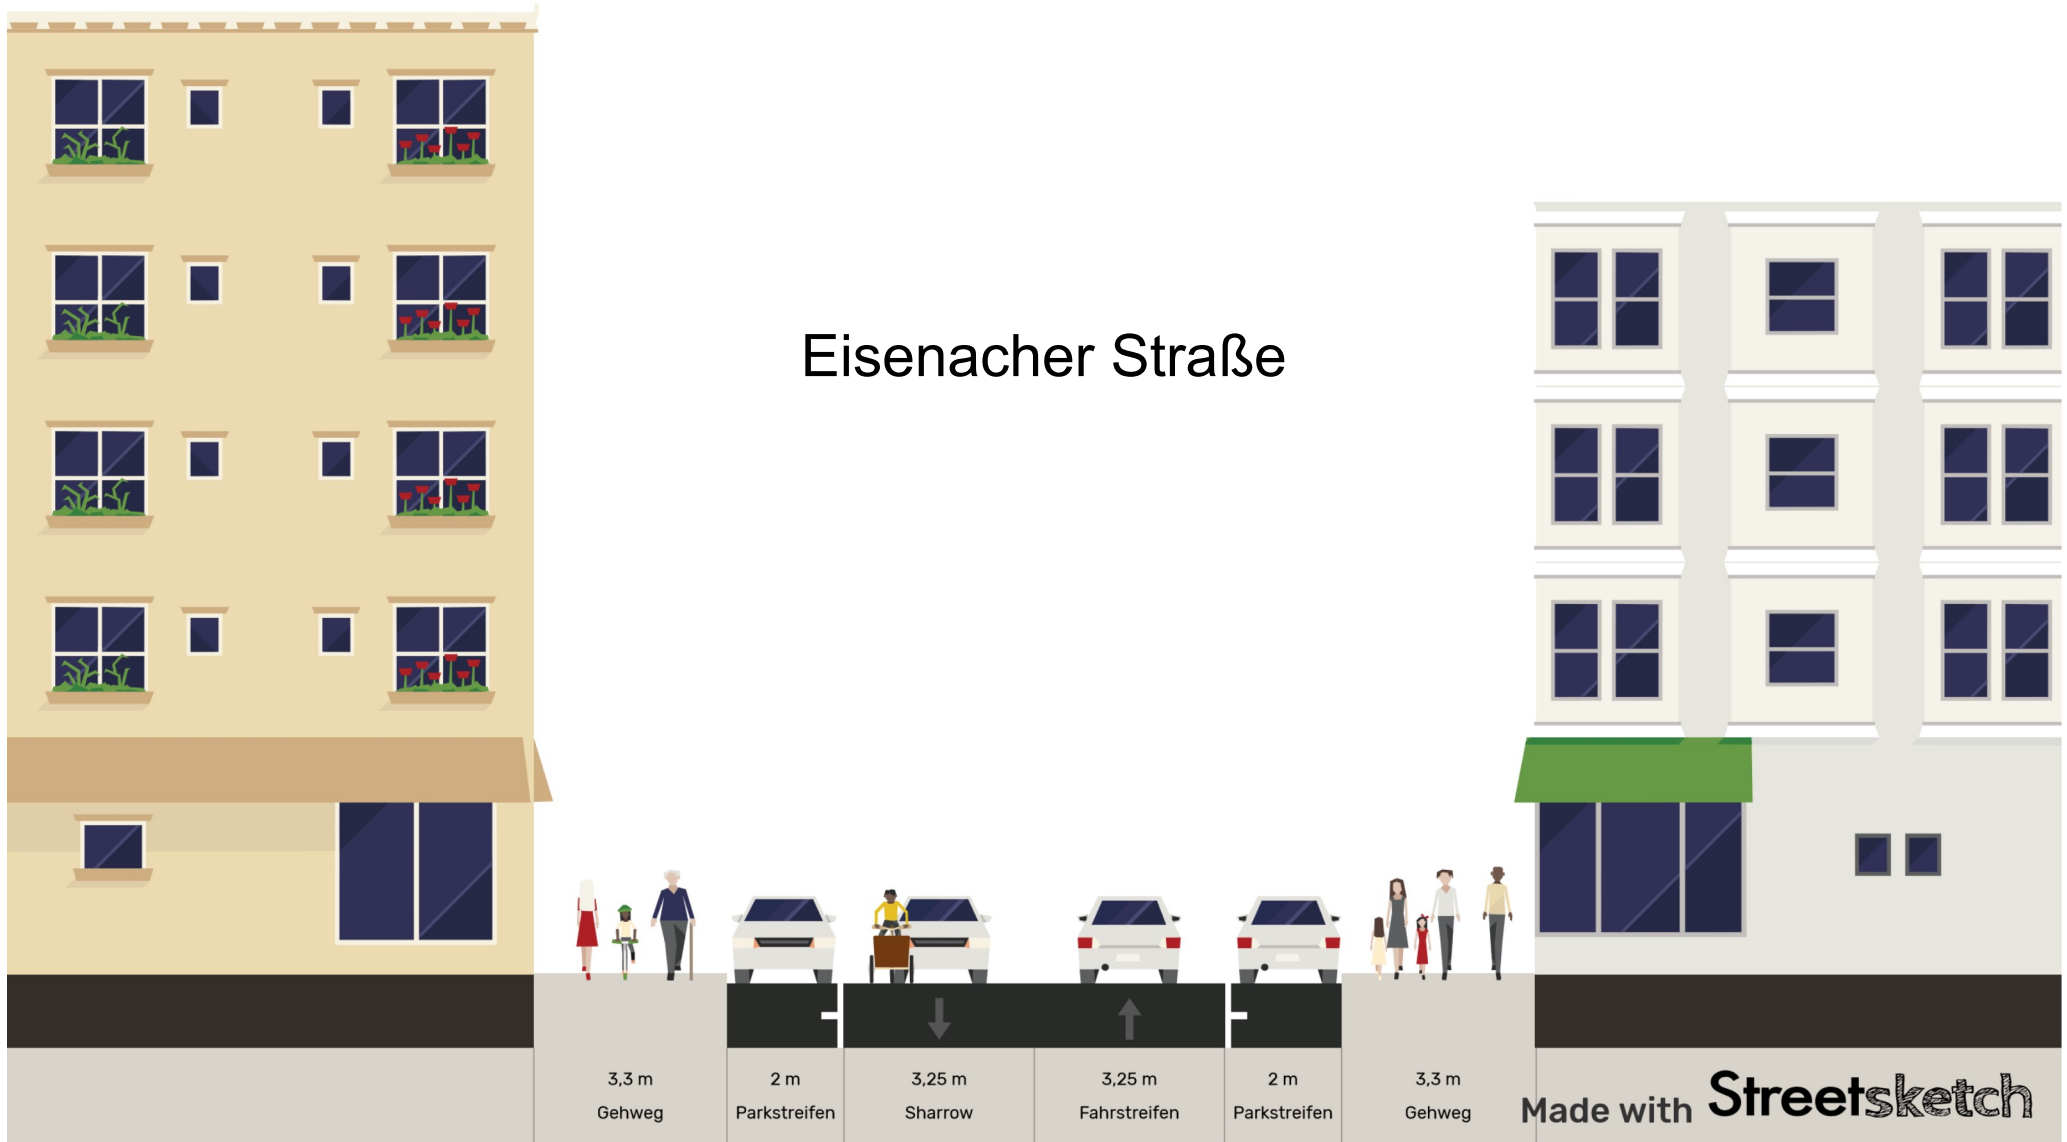 Eisenacher Straße
3,3 m
Gehweg
2 m
Parkstreifen
3,25 m
Sharrow
3,25 m
Fahrstreifen
2 m
Parkstreifen
3,3 m
Gehweg
Made with Streetsketch